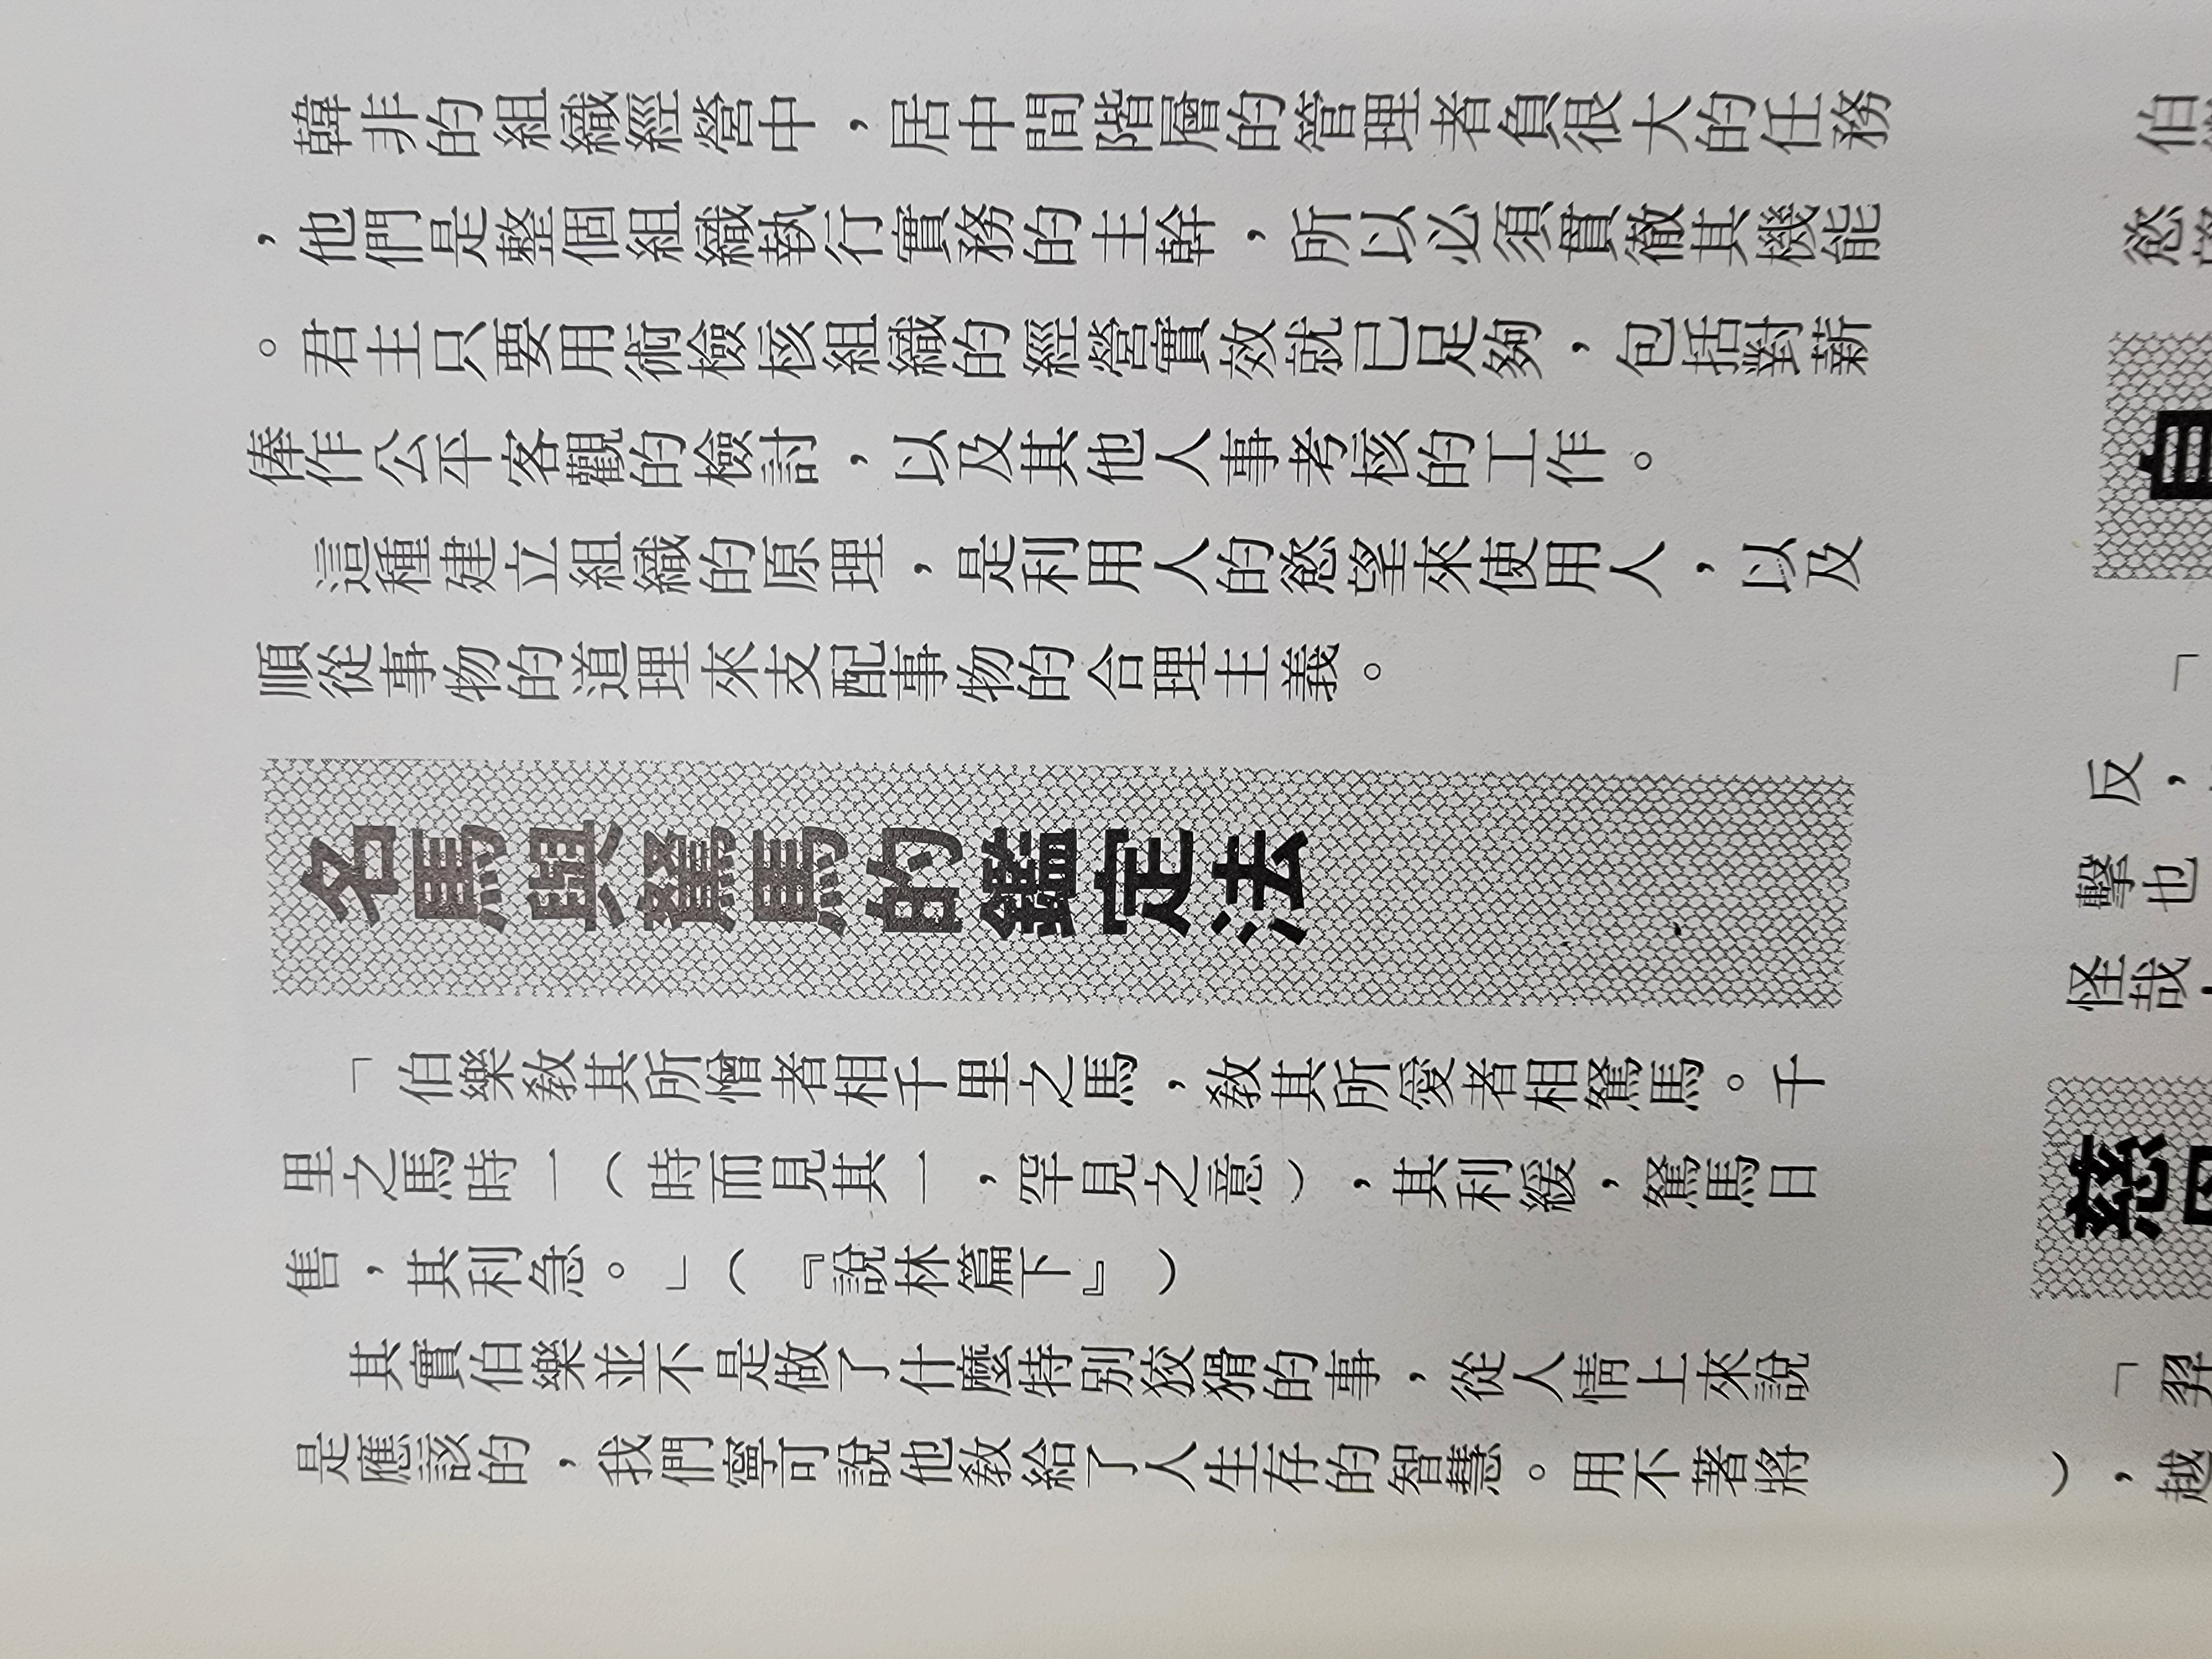 韓非的組織經營中，居中間階層的管理者負很大的任務
，他們是整個組織執行實務的主幹，所以必須貫徹其機能
。君主只要用術檢核組織的經營實效就已足夠，包括對薪
俸作公平客觀的檢討，以及其他人事考核的工作。
這種建立組織的原理，是利用人的慾望來使用人，以及
順從事物的道理來支配事物的合理主義。
名馬與駑馬的鑑定法
「伯樂教其所憎者相千里之馬，教其所愛者相駑馬。千
里之馬時一（時而見其一，罕見之意），其利緩，駑馬日
售，其利急。」（『說林篇下』）
其實伯樂並不是做了什麼特別狡猾的事，從人情上來說
是應該的，我們寧可說他教給了人生存的智慧。用不著將
伯
慾
「
反，
擊也
怪哉
慈
「羿
），越